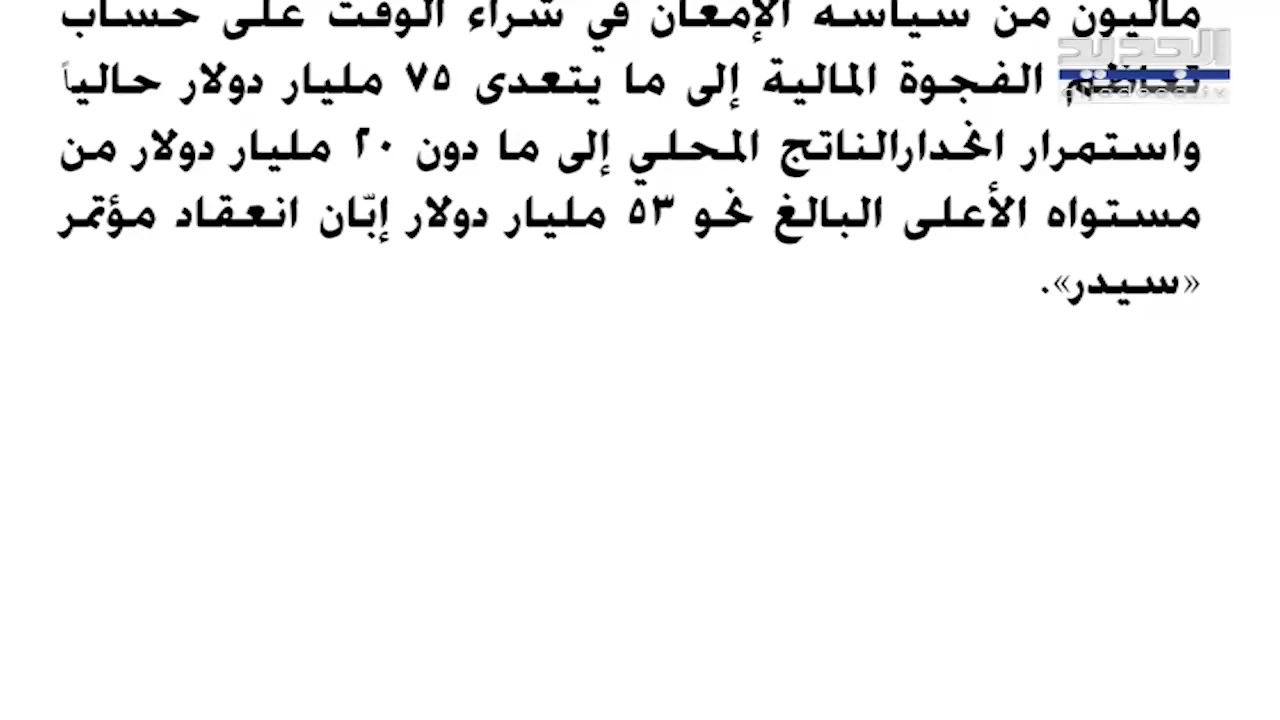 ماليون من سياسة الإمعان في شراء الوقت على حساب
الجديد
تعاظم الفجوة المالية إلى ما يتعدى ٧٥ مليار دولار حالياً
واستمرار انحدارالناتج المحلي إلى ما دون ٢٠ مليار دولار من
مستواه الأعلى البالغ نحو ٥٣ مليار دولار إبّان انعقاد مؤتمر
«سيدر».